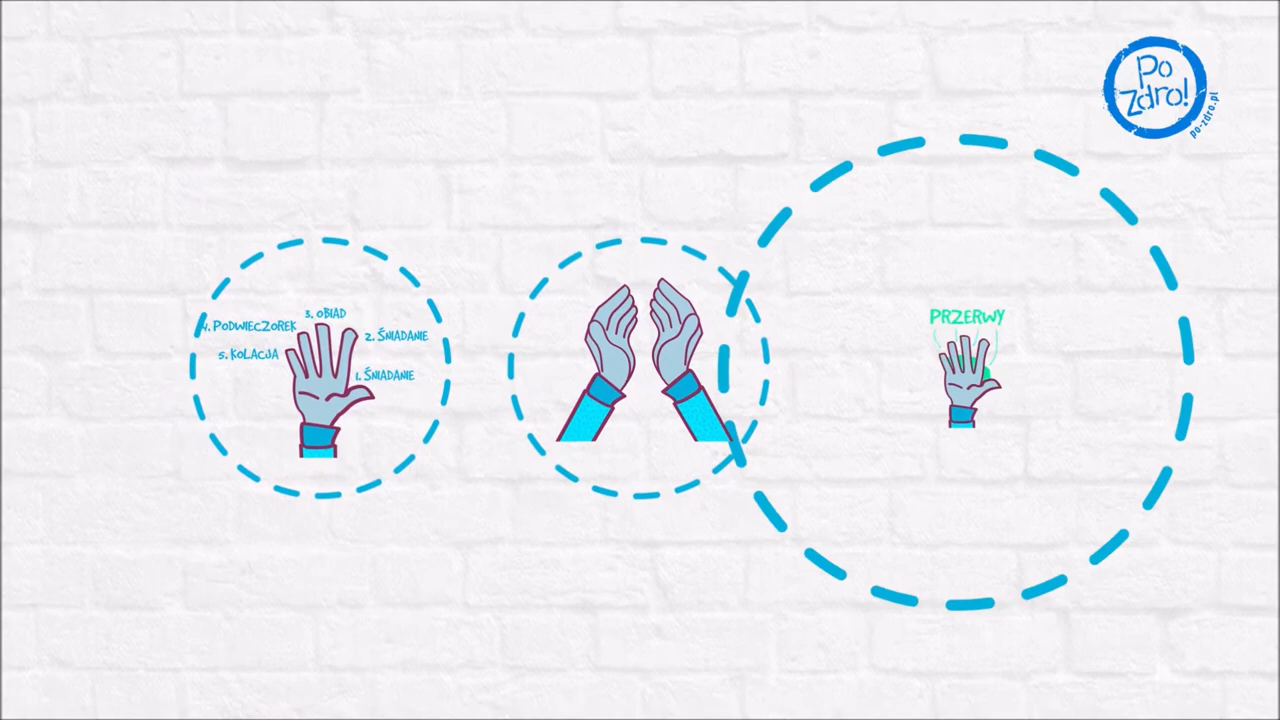 Po
Zdro!
po-zdro.pl
3. OBIAD
4. PODWIECZOREK
2. ŚNIADANIE
5. KOLACJA
1. ŚNIADANIE
PRZERWY